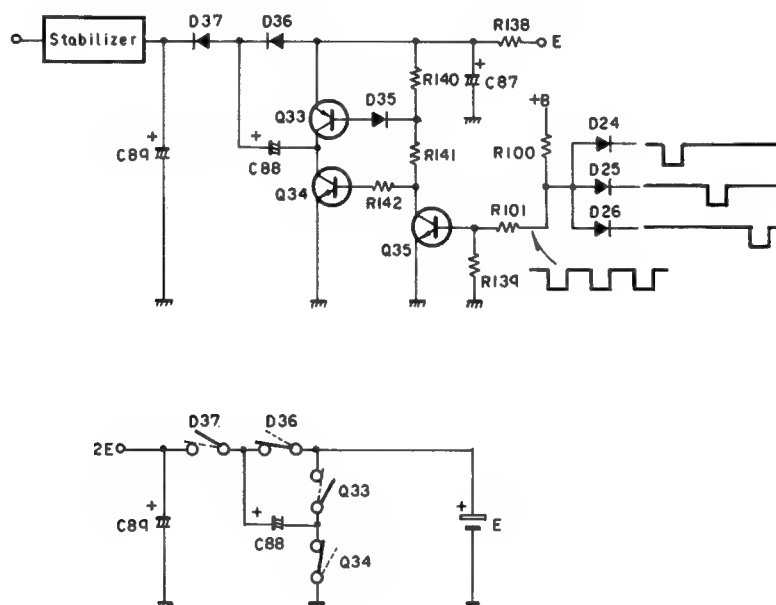 D37 D36
R138
Stabilizer
E
+
R140
C87
+B
D35
Q33
D24
+
R100
C89
+
C88
R141
D25
Q34
R142
R101
D26
Q35
R139
D37 D36
2E
Q33
+
+
+
C89
C88
E
Q34